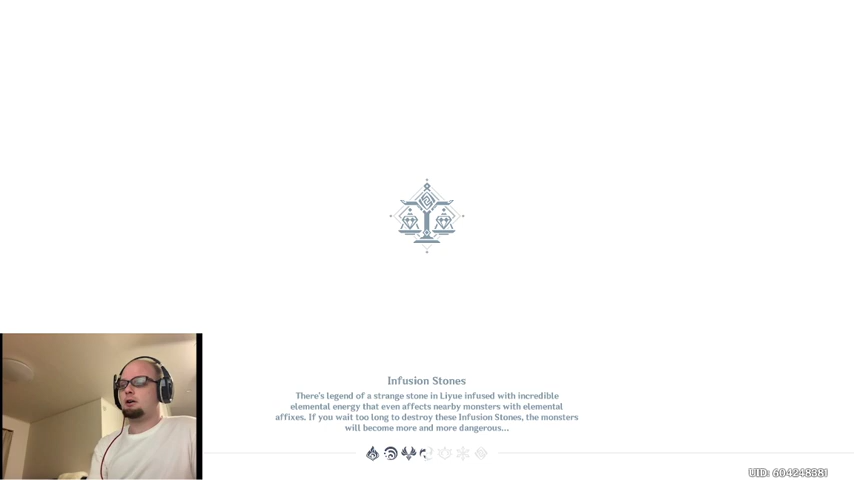 Infusion Stones
There's legend of a strange stone in Liyue infused with incredible
elemental energy that even affects nearby monsters with elemental
affixes. If you wait too long to destroy these Infusion Stones, the monsters
will become more and more dangerous...
UID: 604248381